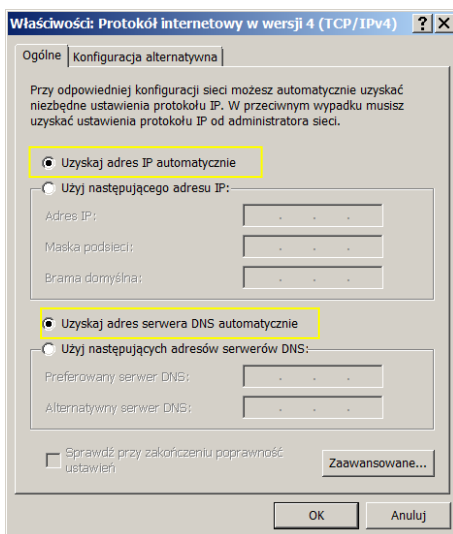 Właściwości: Protokół internetowy w wersji 4 (TCP/IPv4)
Ogólne
Konfiguracja alternatywna
Przy odpowiedniej konfiguracji sieci możesz automatycznie uzyskać
niezbędne ustawienia protokołu IP. W przeciwnym wypadku musisz
uzyskać ustawienia protokołu IP od administratora sieci.
Uzyskaj adres IP automatycznie
Użyj następującego adresu IP:
Adres IP:
Maska podsieci:
Brama domyślna:
Uzyskaj adres serwera DNS automatycznie
Użyj następujących adresów serwerów DNS:
Preferowany serwer DNS:
Alternatywny serwer DNS:
Sprawdź przy zakończeniu poprawność
ustawień
Zaawansowane...
OK
Anuluj